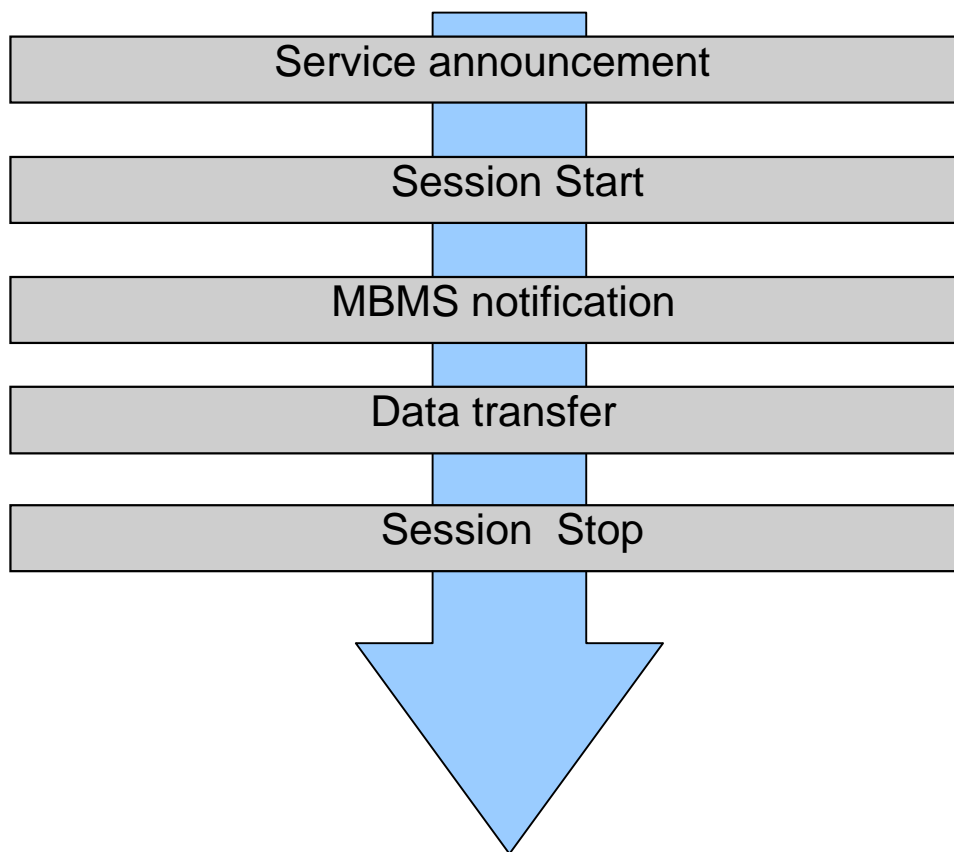 Service announcement
Session Start
MBMS notification
Data transfer
Session  Stop